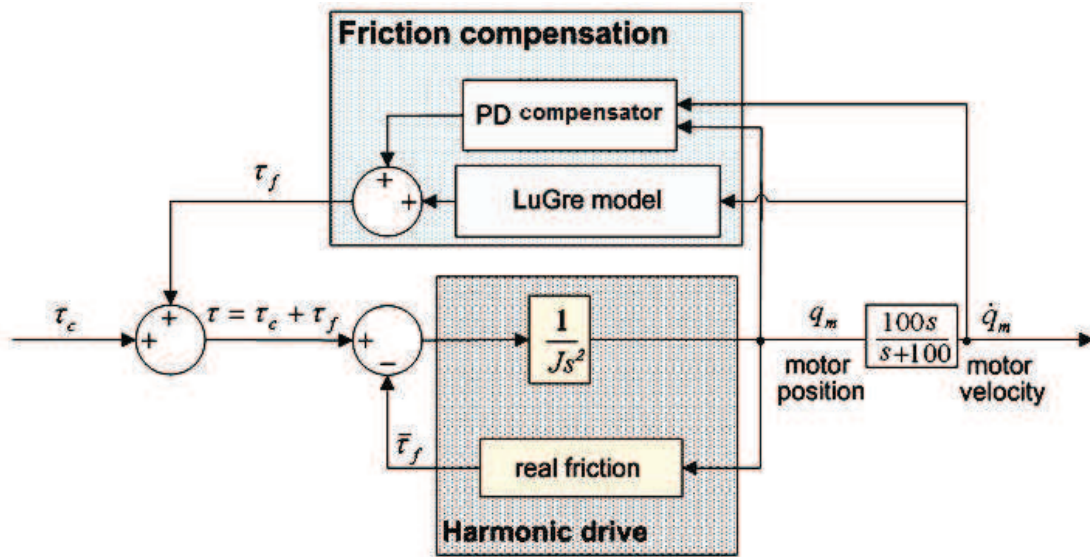 Friction compensation
PD compensator
τ_f
+
+
LuGre model
τ_c
+
+
τ = τ_c + τ_f
+
−
1
Js²
q_m
100s
s+100
q̇_m
motor
position
motor
velocity
τ̄_f
real friction
Harmonic drive